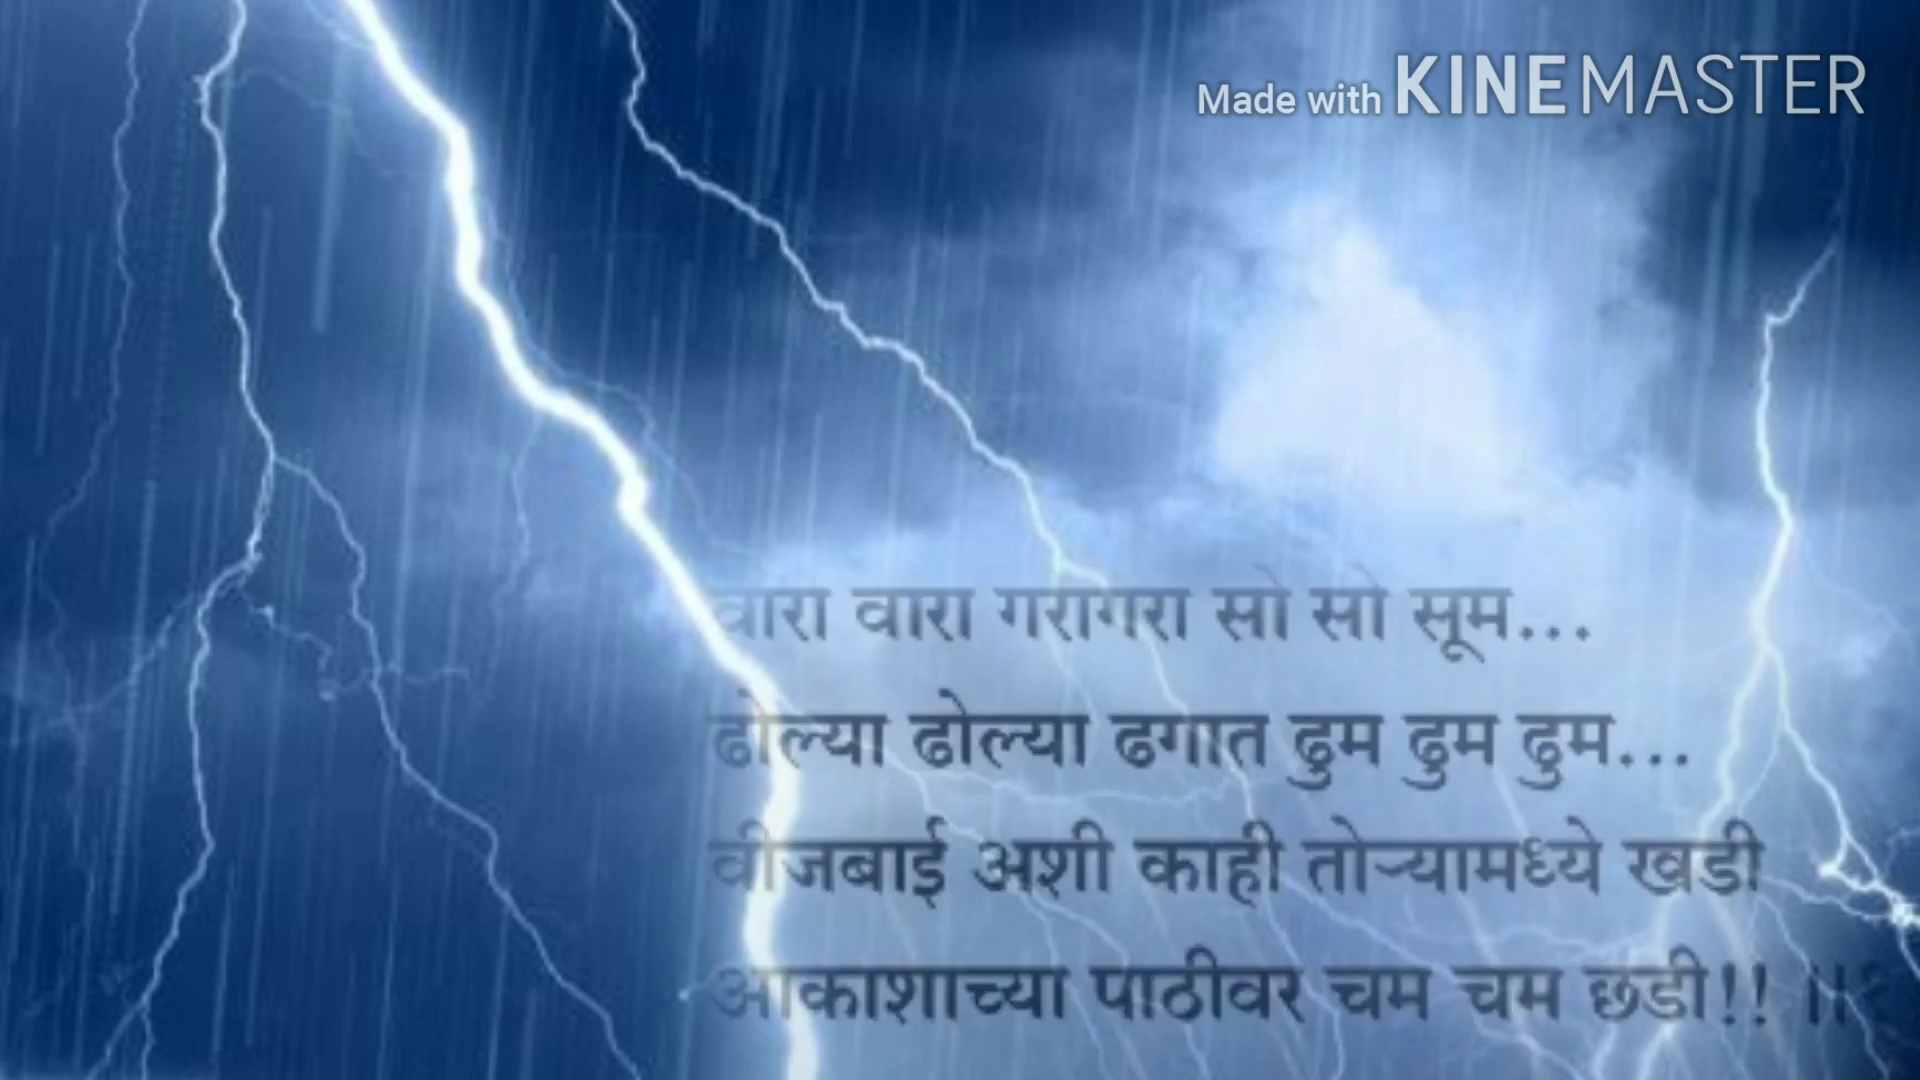 Made with KINEMASTER
वारा वारा गरागरा सो सो सूम...
ढोल्या ढोल्या ढगात ढुम ढुम ढुम...
वीजबाई अशी काही तोऱ्यामध्ये खडी
आकाशाच्या पाठीवर चम चम छडी!! ।।